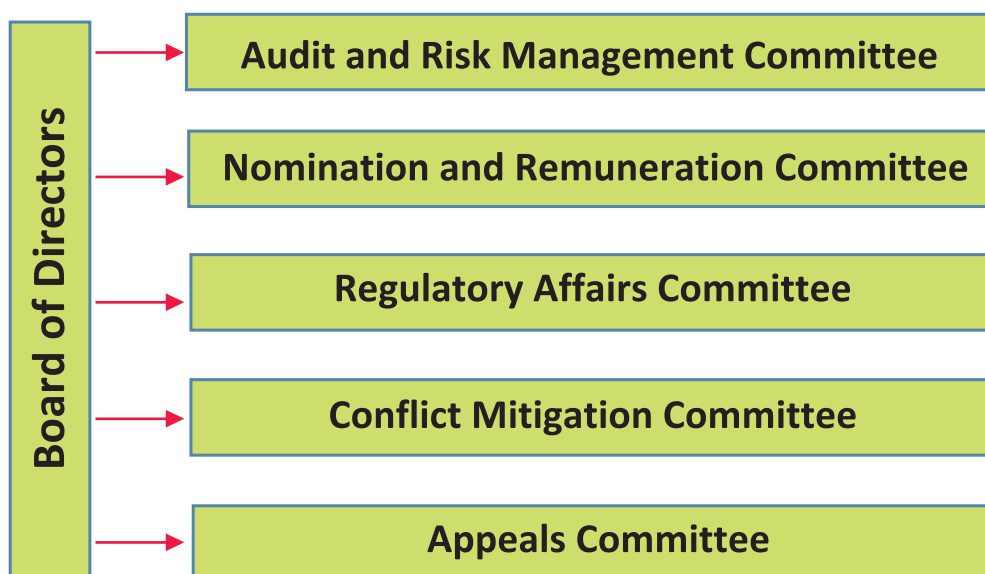 Board of Directors
Audit and Risk Management Committee
Nomination and Remuneration Committee
Regulatory Affairs Committee
Conflict Mitigation Committee
Appeals Committee